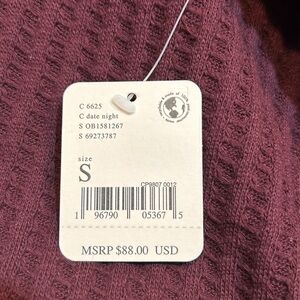 C 6625
C date night
S OB1581267
S 69273787
size
S
CP9807 0012
1 96790 05367 5
MSRP $88.00 USD